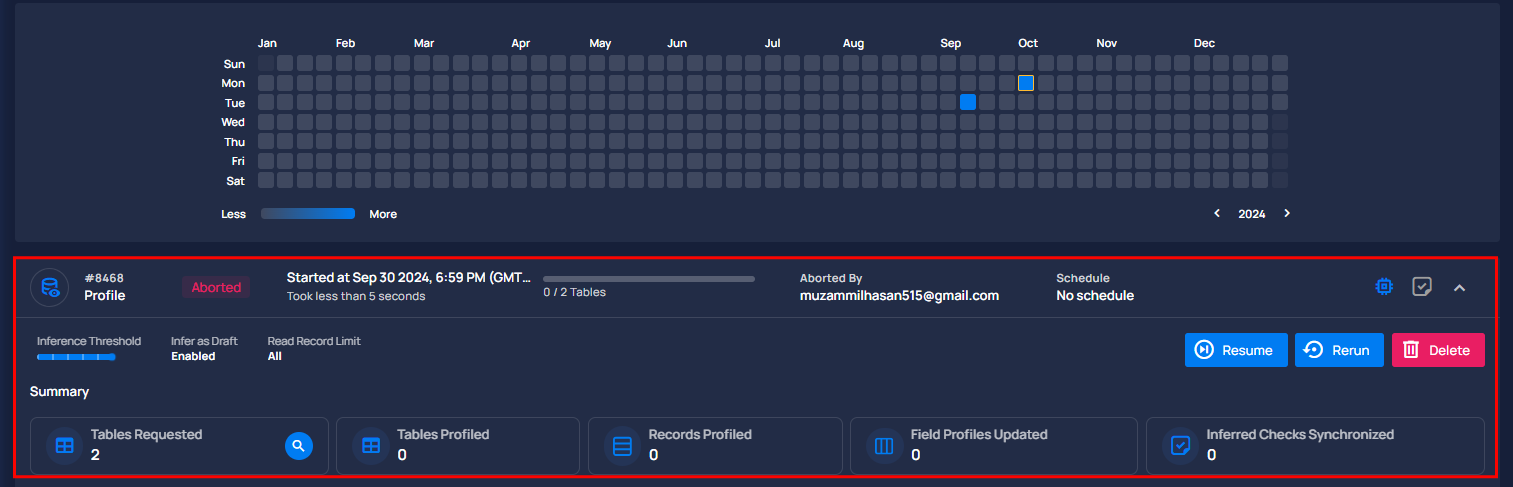 Jan Feb Mar Apr May Jun Jul Aug Sep Oct Nov Dec
Sun
Mon
Tue
Wed
Thu
Fri
Sat
Less More 2024
#8468
Profile
Aborted
Started at Sep 30 2024, 6:59 PM (GMT...
Took less than 5 seconds
0 / 2 Tables
Aborted By
muzammilhasan515@gmail.com
Schedule
No schedule
Inference Threshold
Infer as Draft
Enabled
Read Record Limit
All
Resume
Rerun
Delete
Summary
Tables Requested
2
Tables Profiled
0
Records Profiled
0
Field Profiles Updated
0
Inferred Checks Synchronized
0